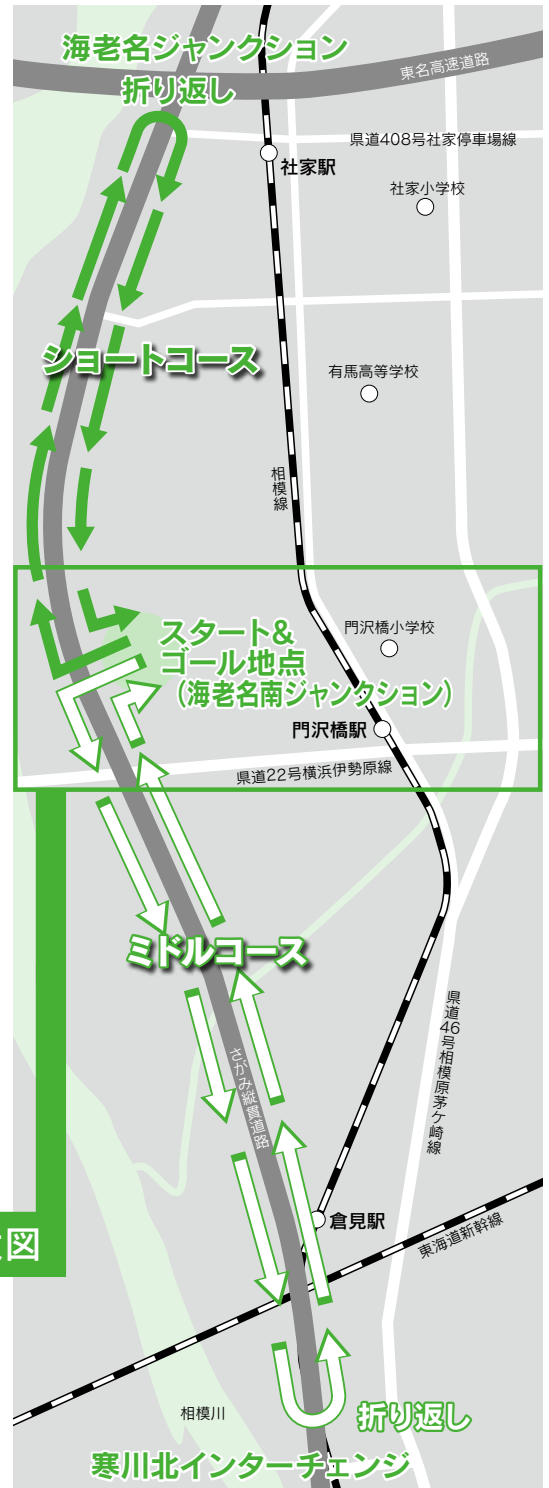 海老名ジャンクション
折り返し
東名高速道路
県道408号社家停車場線
社家駅
社家小学校
ショートコース
有馬高等学校
相模線
スタート&
ゴール地点
（海老名南ジャンクション）
門沢橋小学校
門沢橋駅
県道22号横浜伊勢原線
ミドルコース
さがみ縦貫道路
県道46号相模原茅ケ崎線
図
倉見駅
東海道新幹線
相模川
折り返し
寒川北インターチェンジ